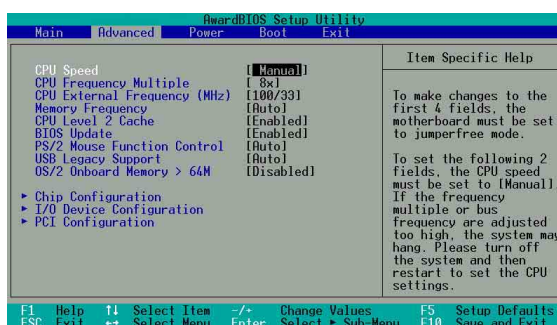 AwardBIOS Setup Utility
Main Advanced Power Boot Exit
Item Specific Help
CPU Speed [ Manual]
CPU Frequency Multiple [ 8x]
CPU External Frequency (MHz) [100/33]
Memory Frequency [Auto]
CPU Level 2 Cache [Enabled]
BIOS Update [Enabled]
PS/2 Mouse Function Control [Auto]
USB Legacy Support [Auto]
OS/2 Onboard Memory > 64M [Disabled]
▸ Chip Configuration
▸ I/O Device Configuration
▸ PCI Configuration
To make changes to the
first 4 fields, the
motherboard must be set
to jumperfree mode.
To set the following 2
fields, the CPU speed
must be set to [Manual]
If the frequency
multiple or bus
frequency are adjusted
too high, the system may
hang. Please turn off
the system and then
restart to set the CPU
settings.
F1 Help ↑↓ Select Item -/+ Change Values F5 Setup Defaults
ESC Exit ↔ Select Menu Enter Select ▸ Sub-Menu F10 Save and Exit